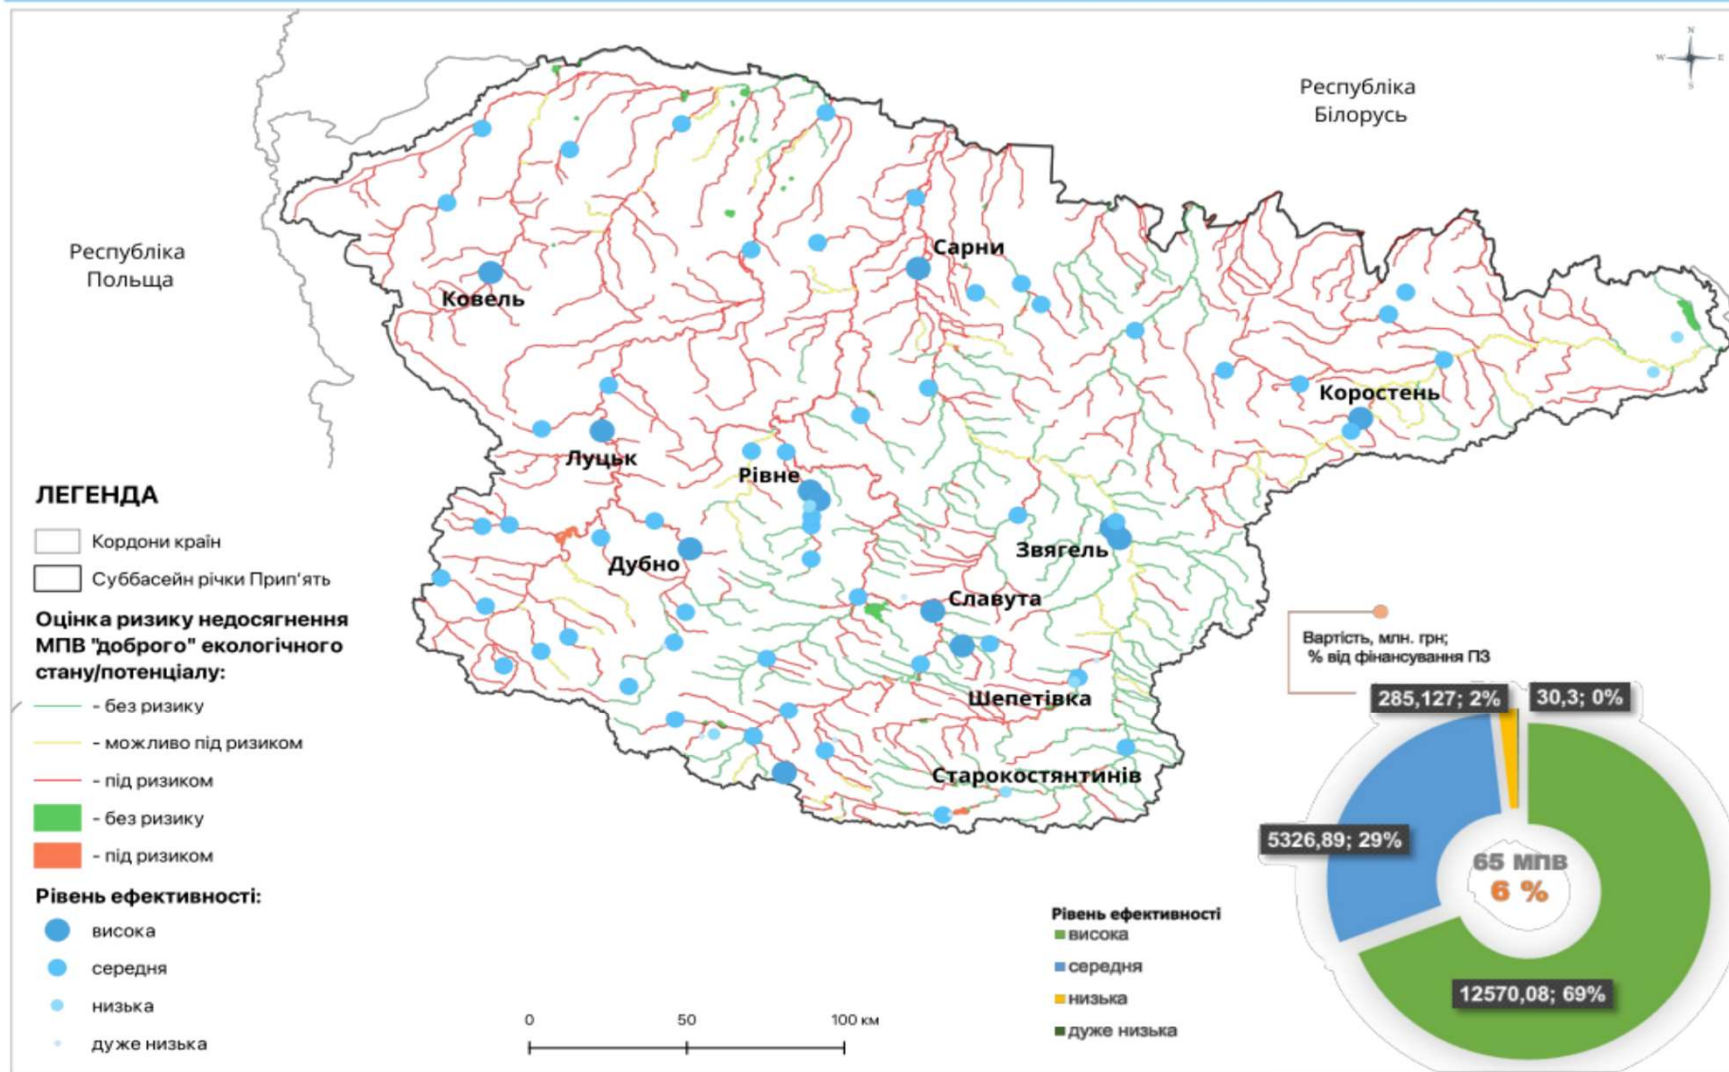 N
W
E
S
Республіка
Білорусь
Республіка
Польща
Сарни
Ковель
Коростень
Луцьк
Рівне
Звягель
Дубно
Славута
Шепетівка
Старокостянтинів
ЛЕГЕНДА
Кордони країн
Суббасейн річки Прип'ять
Оцінка ризику недосягнення
МПВ "доброго" екологічного
стану/потенціалу:
- без ризику
- можливо під ризиком
- під ризиком
- без ризику
- під ризиком
Рівень ефективності:
висока
середня
низька
дуже низька
0 50 100 км
Вартість, млн. грн;
% від фінансування ПЗ
285,127; 2%
30,3; 0%
5326,89; 29%
65 МПВ
6 %
12570,08; 69%
Рівень ефективності
висока
середня
низька
дуже низька